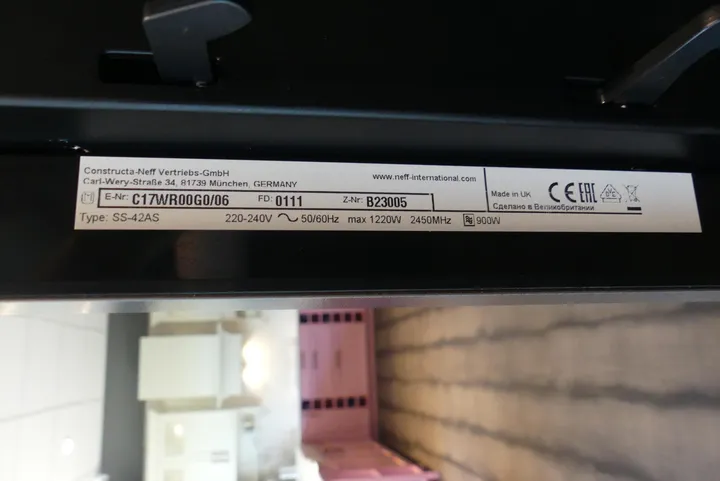 Constructa-Neff Vertriebs-GmbH
Carl-Wery-Straße 34, 81739 München, GERMANY
www.neff-international.com
E-Nr: C17WR00G0/06 FD: 0111 Z-Nr: B23005
Type: SS-42AS 220-240V 50/60Hz max 1220W 2450MHz 900W
Made in UK
CE EAC
Сделано в Великобритании